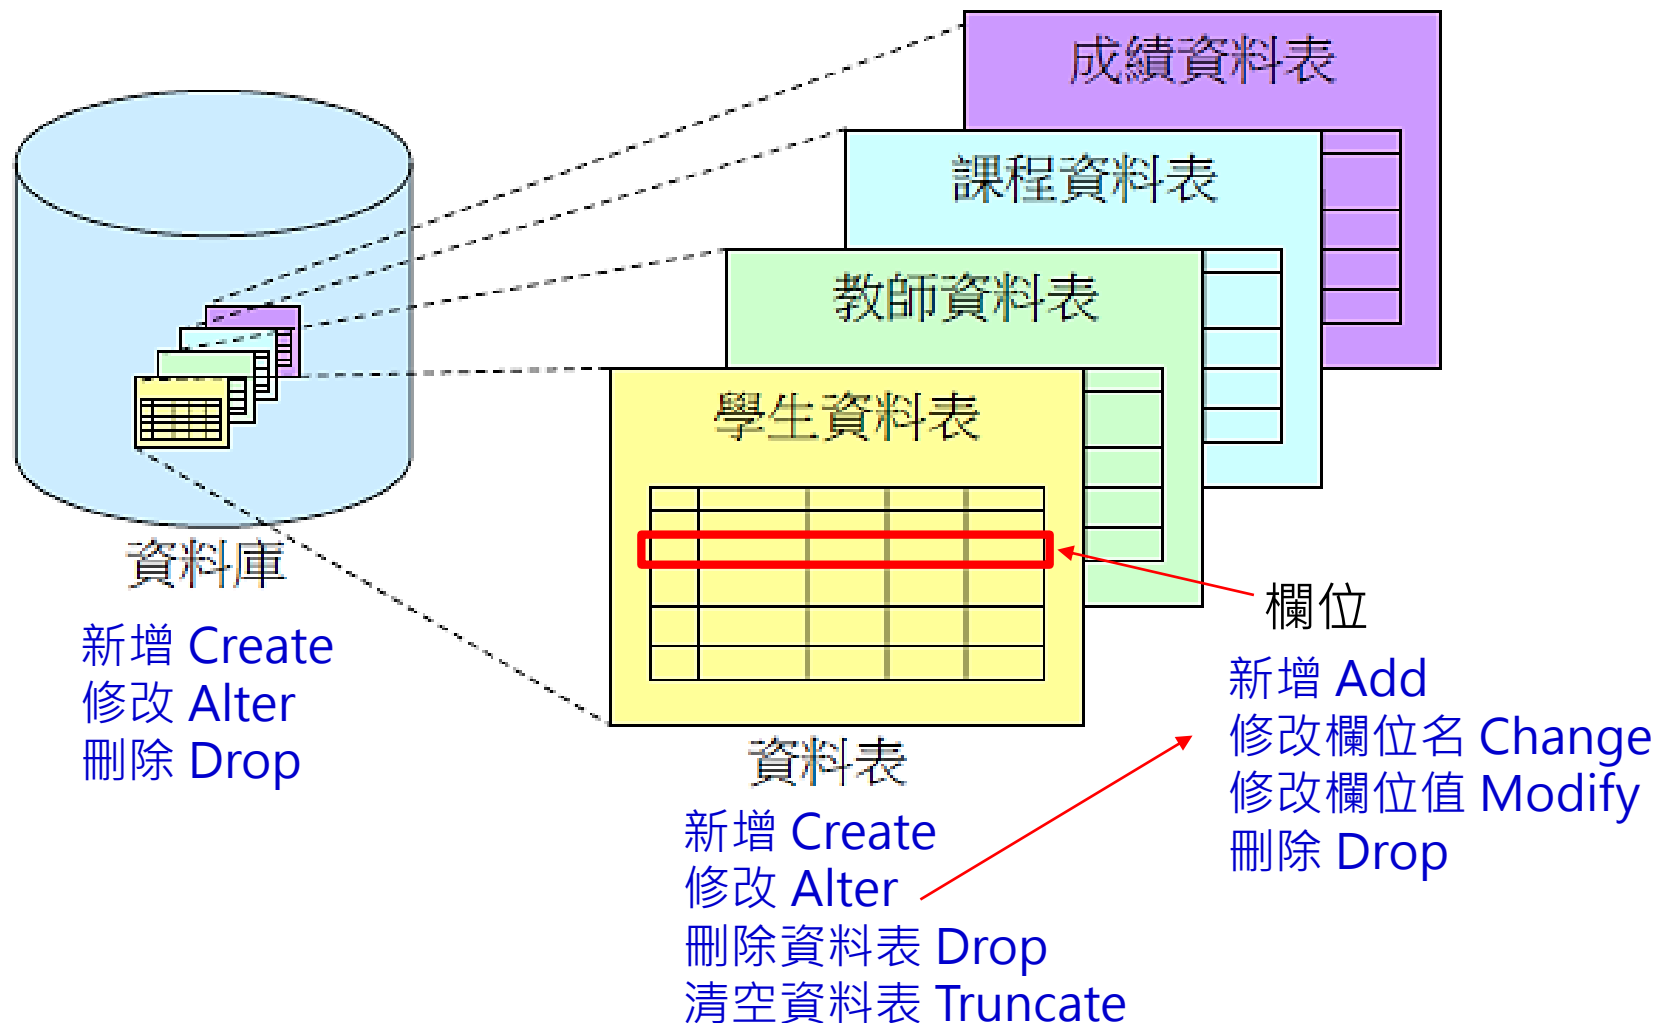 成績資料表
課程資料表
教師資料表
學生資料表
資料庫
新增 Create
修改 Alter
刪除 Drop
資料表
新增 Create
修改 Alter
刪除資料表 Drop
清空資料表 Truncate
欄位
新增 Add
修改欄位名 Change
修改欄位值 Modify
刪除 Drop